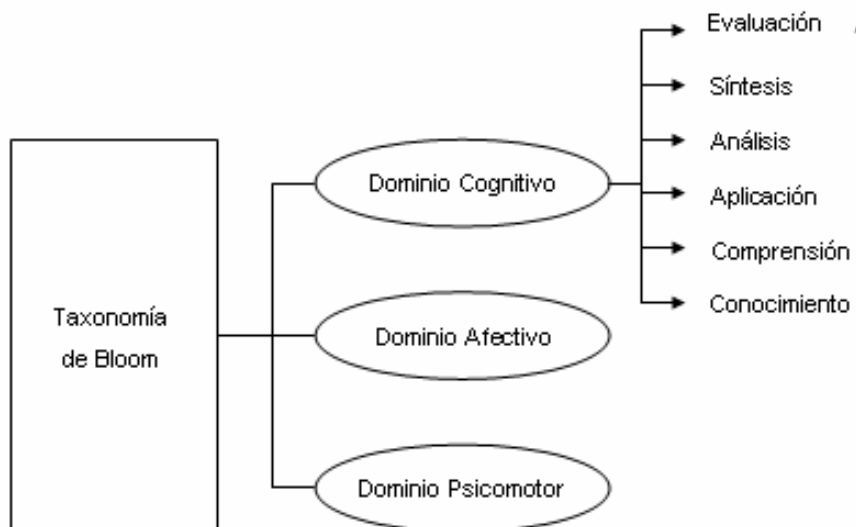 Evaluación
Síntesis
Análisis
Dominio Cognitivo
Aplicación
Comprensión
Conocimiento
Taxonomía
de Bloom
Dominio Afectivo
Dominio Psicomotor